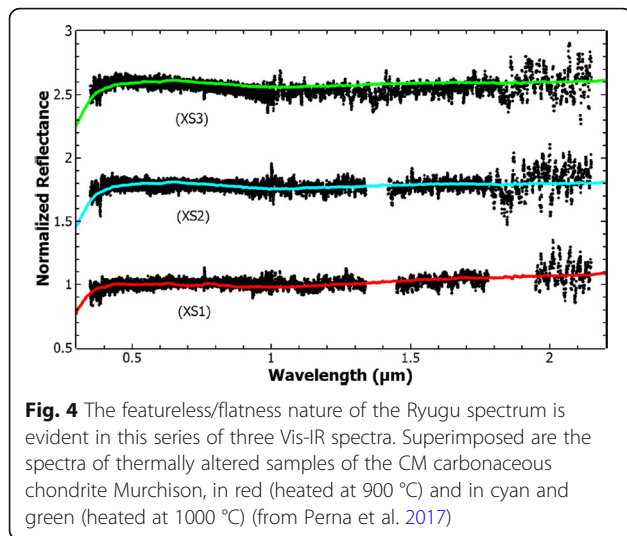 3
(XS3)
2.5
Normalized Reflectance
2
(XS2)
1.5
1
(XS1)
0.5
0.5 1 1.5 2
Wavelength (µm)
Fig. 4 The featureless/flatness nature of the Ryugu spectrum is
evident in this series of three Vis-IR spectra. Superimposed are the
spectra of thermally altered samples of the CM carbonaceous
chondrite Murchison, in red (heated at 900 °C) and in cyan and
green (heated at 1000 °C) (from Perna et al. 2017)